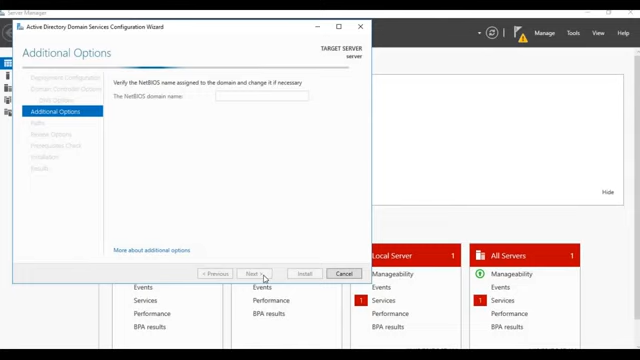 Server Manager
Active Directory Domain Services Configuration Wizard
Manage Tools View Help
Additional Options
TARGET SERVER
server
Deployment Configuration
Domain Controller Options
DNS Options
Additional Options
Paths
Review Options
Prerequisites Check
Installation
Results
Verify the NetBIOS name assigned to the domain and change it if necessary
The NetBIOS domain name:
More about additional options
< Previous
Next >
Install
Cancel
Hide
Local Server 1
All Servers 1
Manageability
Manageability
Events
Events
Events
Events
Services
Services
1 Services
1 Services
Performance
Performance
Performance
Performance
BPA results
BPA results
BPA results
BPA results